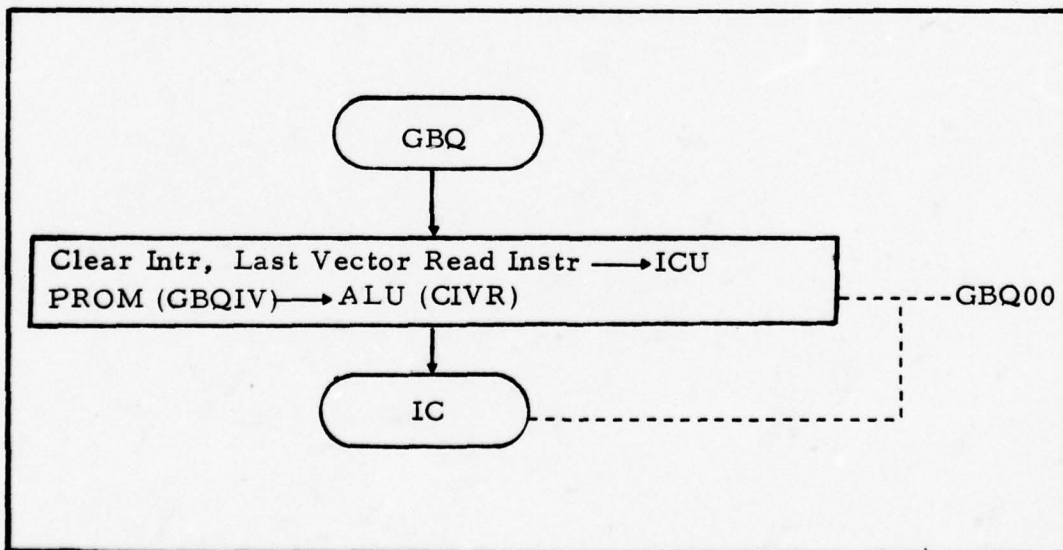 GBQ
Clear Intr, Last Vector Read Instr ⟶ ICU
PROM (GBQIV) ⟶ ALU (CIVR)
GBQ00
IC